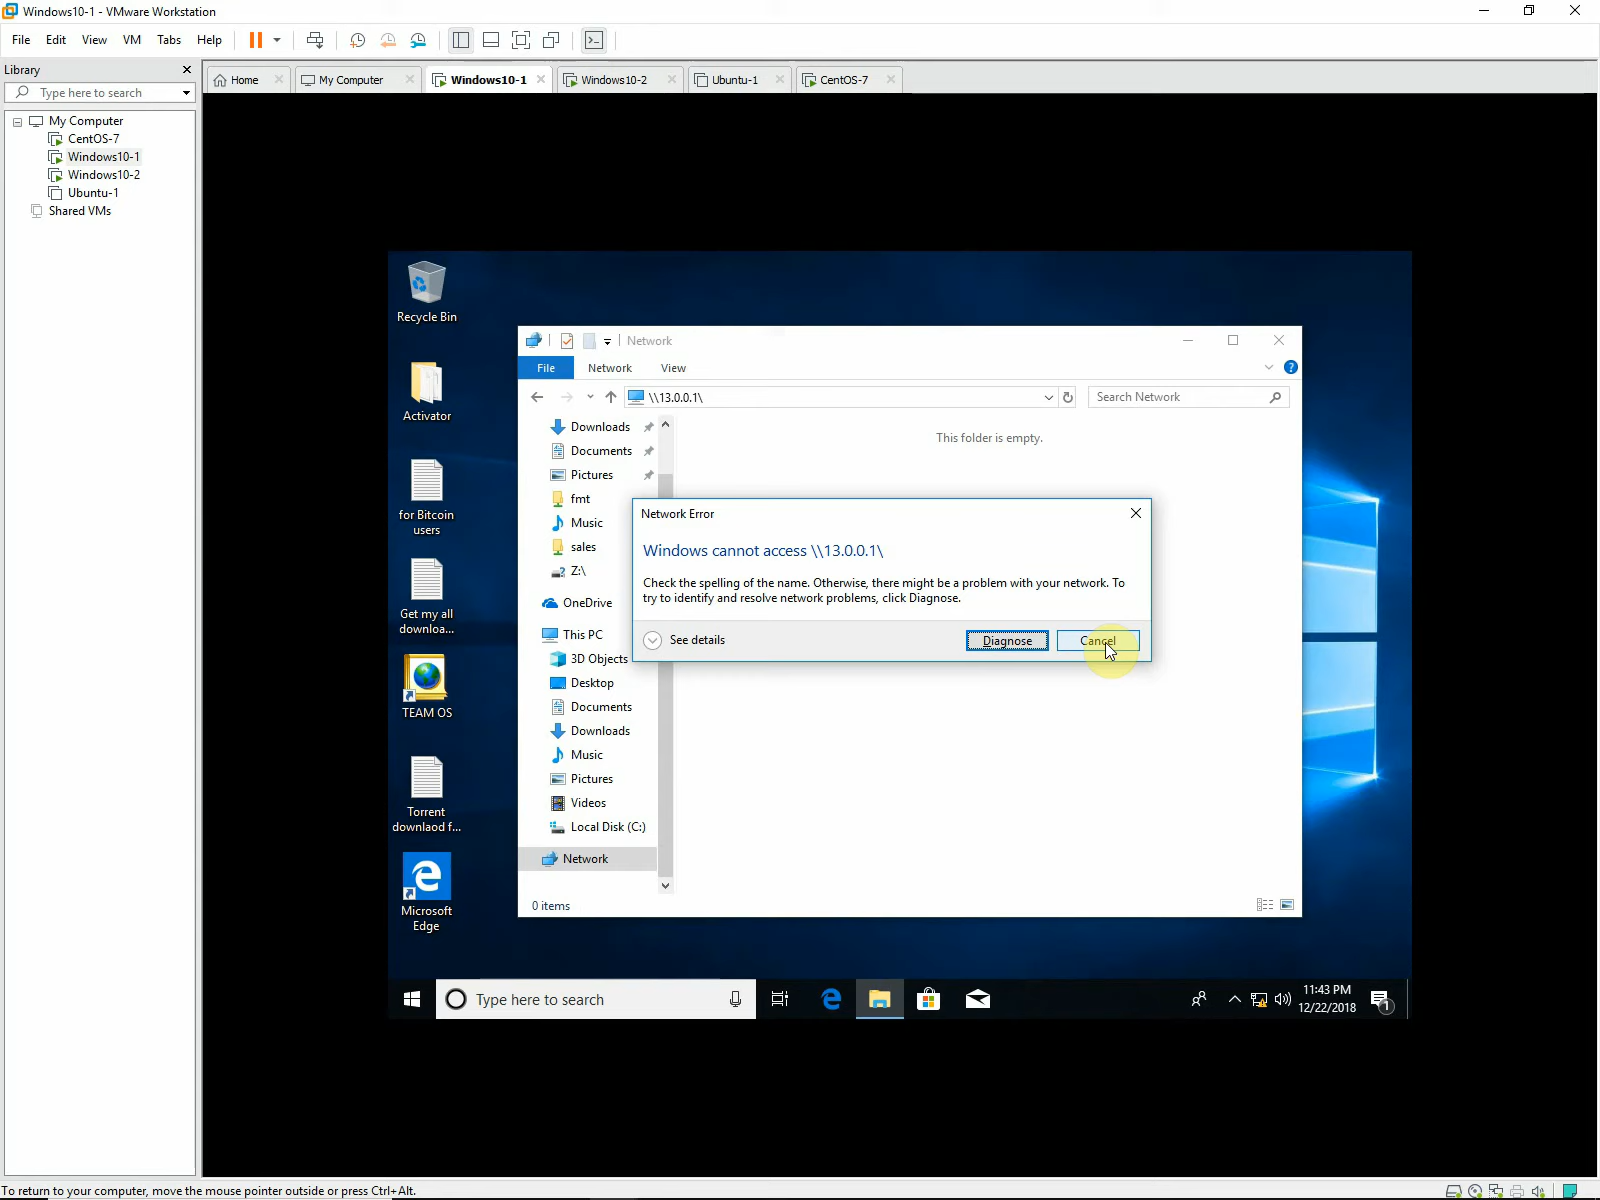 Windows10-1 - VMware Workstation
File Edit View VM Tabs Help
Library
Type here to search
My Computer
CentOS-7
Windows10-1
Windows10-2
Ubuntu-1
Shared VMs
Home
My Computer
Windows10-1
Windows10-2
Ubuntu-1
CentOS-7
Recycle Bin
Activator
for Bitcoin
users
Get my all
downloa...
TEAM OS
Torrent
downlaod f...
Microsoft
Edge
Network
File Network View
\\13.0.0.1\
Search Network
Downloads
Documents
Pictures
fmt
Music
sales
Z:\
OneDrive
This PC
3D Objects
Desktop
Documents
Downloads
Music
Pictures
Videos
Local Disk (C:)
Network
This folder is empty.
0 items
Network Error
Windows cannot access \\13.0.0.1\
Check the spelling of the name. Otherwise, there might be a problem with your network. To
try to identify and resolve network problems, click Diagnose.
See details
Diagnose
Cancel
Type here to search
11:43 PM
12/22/2018
1
To return to your computer, move the mouse pointer outside or press Ctrl+Alt.